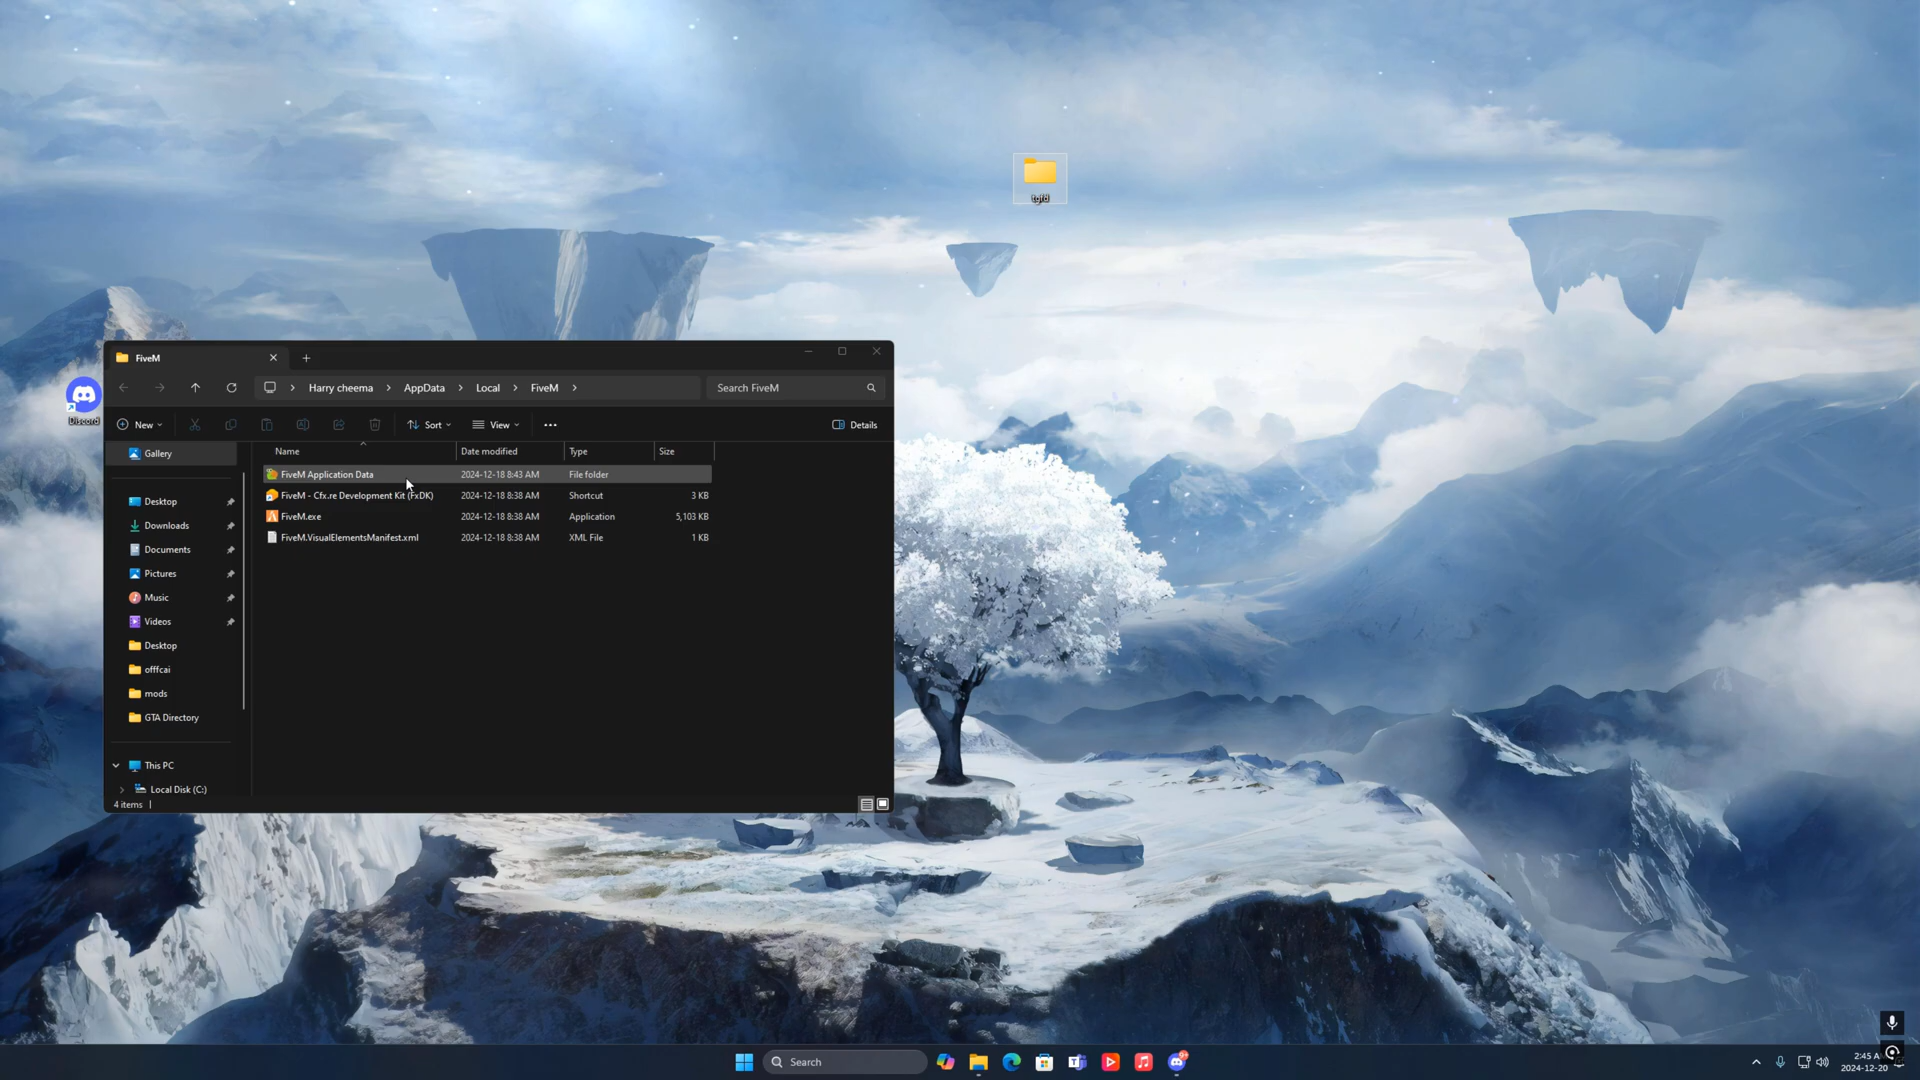 tgfd
Discord
FiveM
Harry cheema
AppData
Local
FiveM
Search FiveM
New
Sort
View
Details
Gallery
Desktop
Downloads
Documents
Pictures
Music
Videos
Desktop
offfcai
mods
GTA Directory
This PC
Local Disk (C:)
Name Date modified Type Size
FiveM Application Data 2024-12-18 8:43 AM File folder
FiveM - Cfx.re Development Kit (FxDK) 2024-12-18 8:38 AM Shortcut 3 KB
FiveM.exe 2024-12-18 8:38 AM Application 5,103 KB
FiveM.VisualElementsManifest.xml 2024-12-18 8:38 AM XML File 1 KB
4 items
Search
2:45 A
2024-12-20